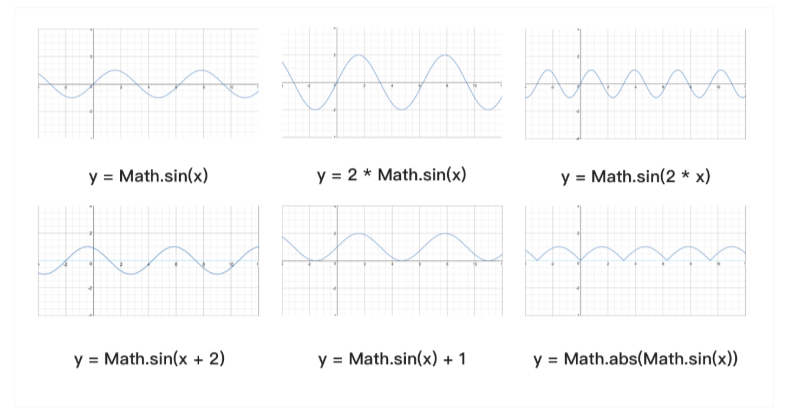 y = Math.sin(x)
y = 2 * Math.sin(x)
y = Math.sin(2 * x)
y = Math.sin(x + 2)
y = Math.sin(x) + 1
y = Math.abs(Math.sin(x))